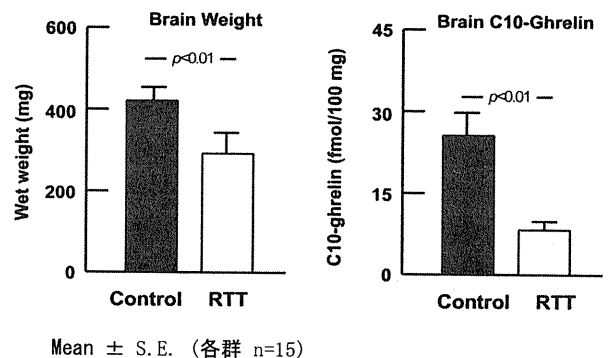 Brain Weight
600
400
200
0
Wet weight (mg)
p<0.01
Control RTT
Brain C10-Ghrelin
45
30
15
0
C10-ghrelin (fmol/100 mg)
p<0.01
Control RTT
Mean ± S.E. (各群 n=15)